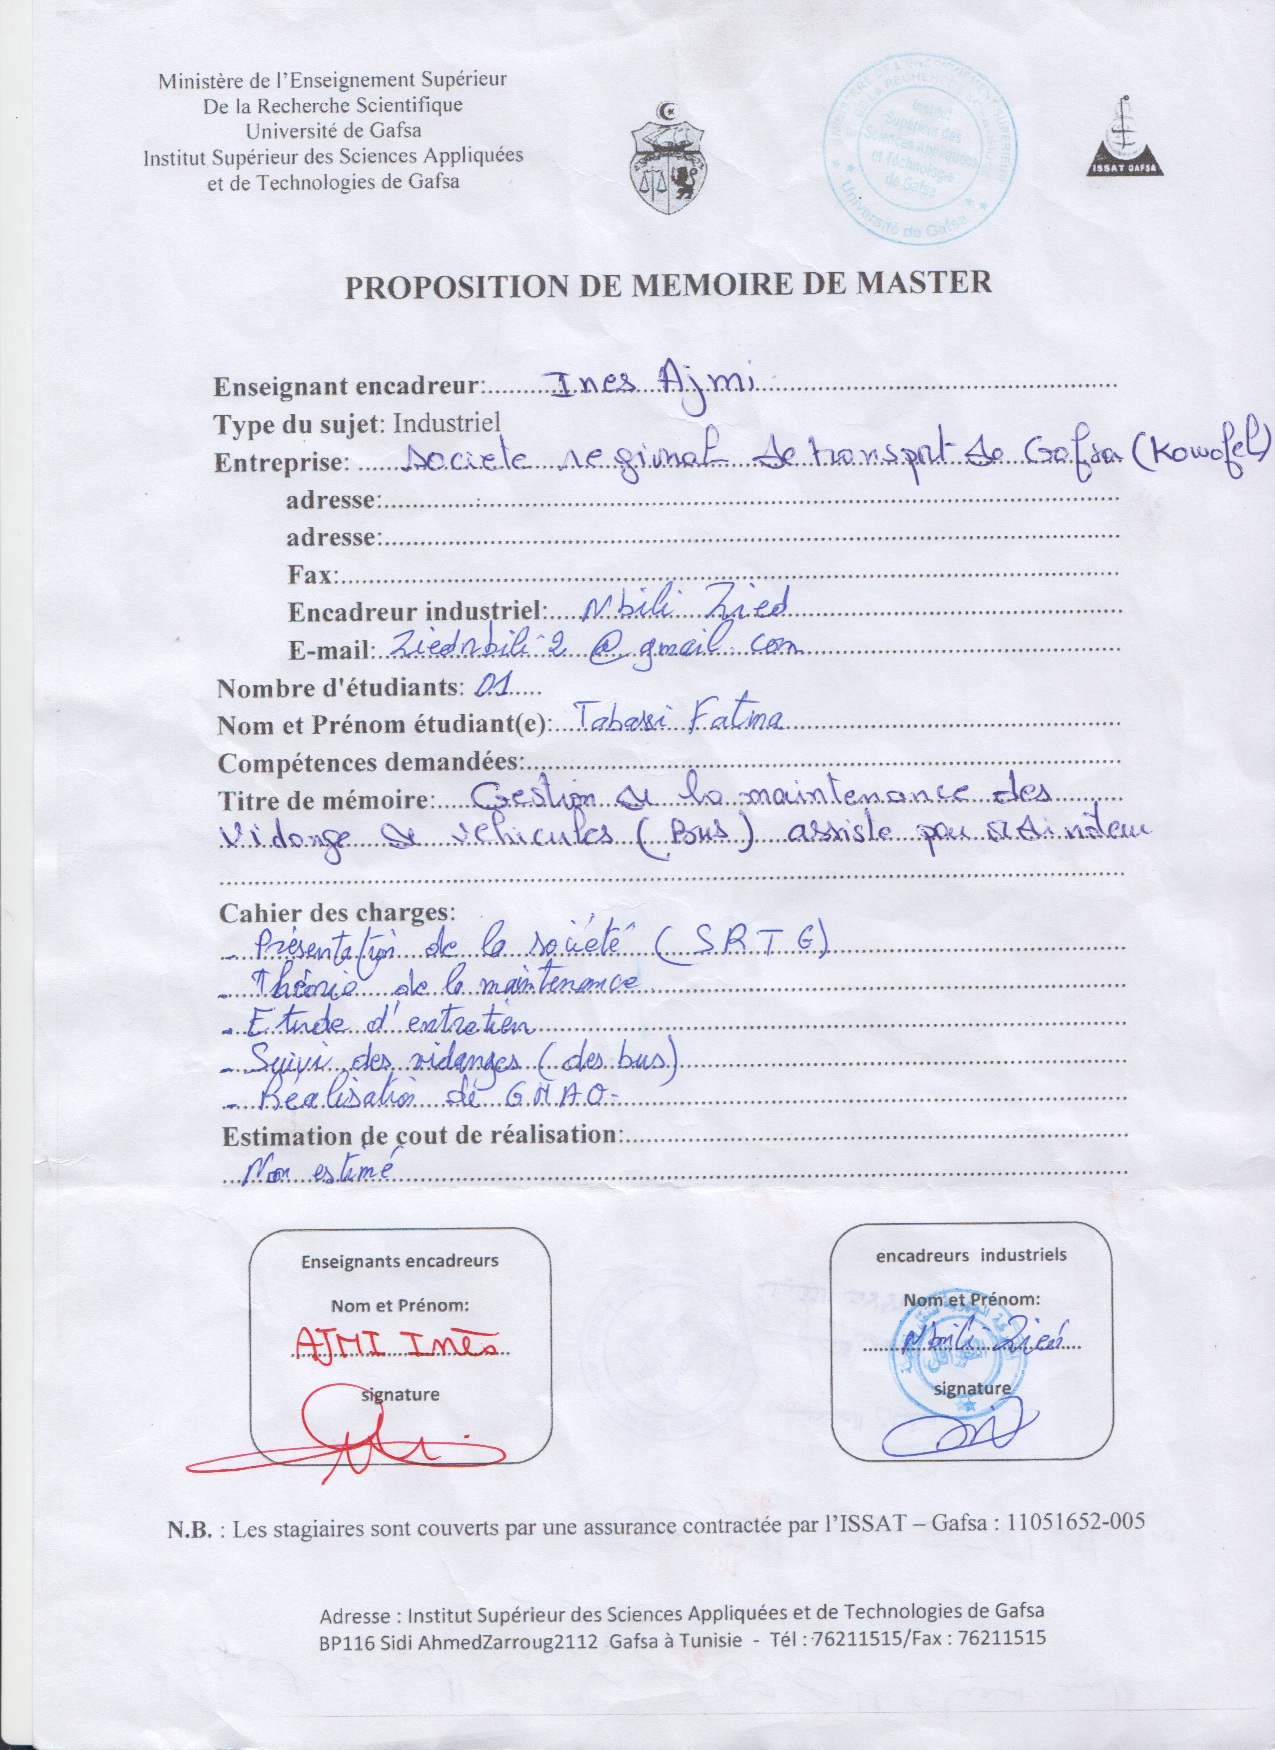 Ministère de l'Enseignement Supérieur
De la Recherche Scientifique
Université de Gafsa
Institut Supérieur des Sciences Appliquées
et de Technologies de Gafsa
Institut
Supérieur des
Sciences Appliquées
et Technologie
de Gafsa
Université de Gafsa
ISSAT GAFSA
PROPOSITION DE MEMOIRE DE MASTER
Enseignant encadreur: Ines Ajmi
Type du sujet: Industriel
Entreprise: societe regional de transport de Gafsa (Kowafel)
adresse:
adresse:
Fax:
Encadreur industriel: Nbili Zied
E-mail: Ziednbili-2 @ gmail.com
Nombre d'étudiants: 01
Nom et Prénom étudiant(e): Tabassi Fatma
Compétences demandées:
Titre de mémoire: Gestion de la maintenance des
Vidange de vehicules (Bus) assiste par
Cahier des charges:
- Présentation de la société (S.R.T.G)
- Théorie de la maintenance
- Etude d'entretien
- Suivi des vidanges (des bus)
- Réalisation de GMAO-
Estimation de cout de réalisation:
Non estimé
Enseignants encadreurs
Nom et Prénom:
AJMI Inès
signature
encadreurs industriels
Nom et Prénom:
Nbili Zied
signature
N.B. : Les stagiaires sont couverts par une assurance contractée par l'ISSAT – Gafsa : 11051652-005
Adresse : Institut Supérieur des Sciences Appliquées et de Technologies de Gafsa
BP116 Sidi AhmedZarroug2112 Gafsa à Tunisie - Tél : 76211515/Fax : 76211515